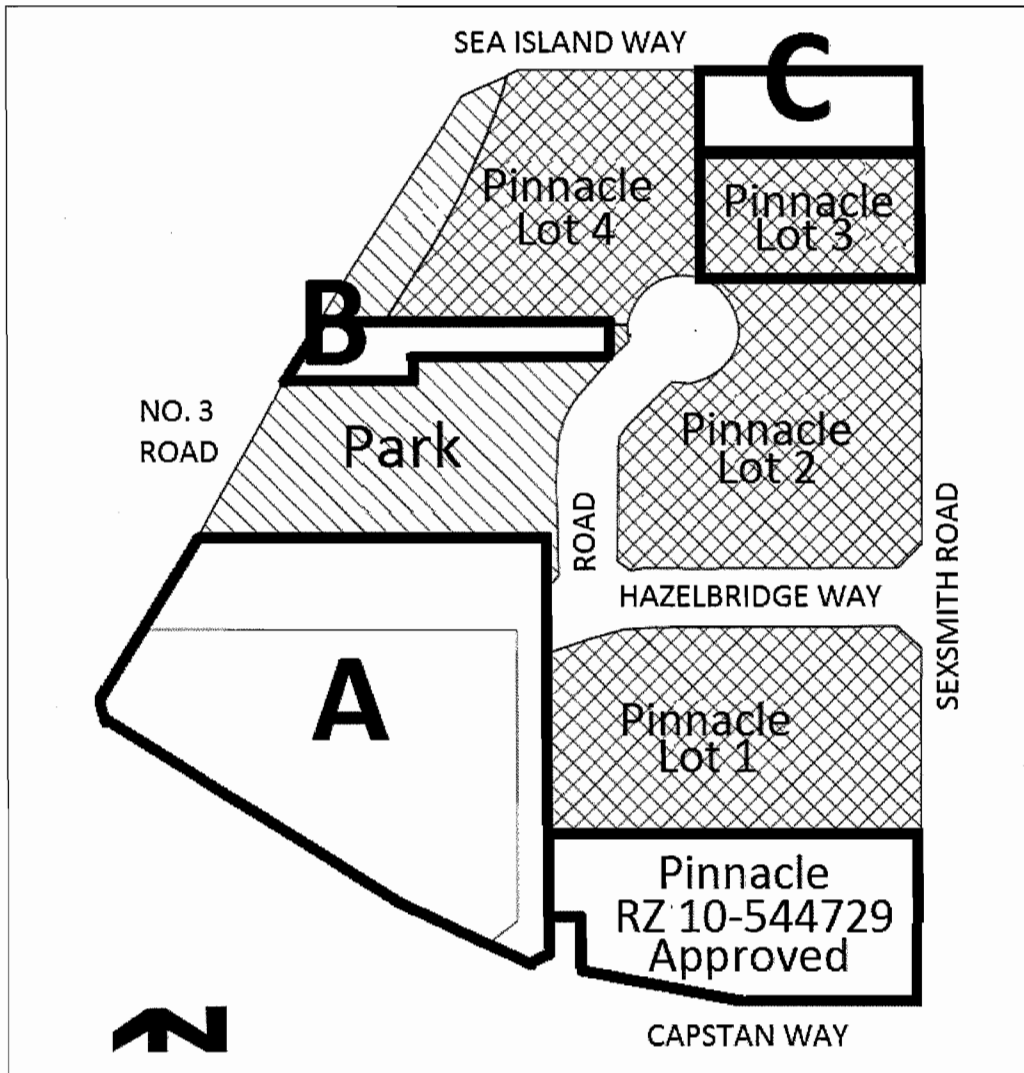 SEA ISLAND WAY
C
Pinnacle
Lot 4
Pinnacle
Lot 3
B
NO. 3
ROAD
Park
Pinnacle
Lot 2
ROAD
HAZELBRIDGE WAY
SEXSMITH ROAD
A
Pinnacle
Lot 1
Pinnacle
RZ 10-544729
Approved
N
CAPSTAN WAY